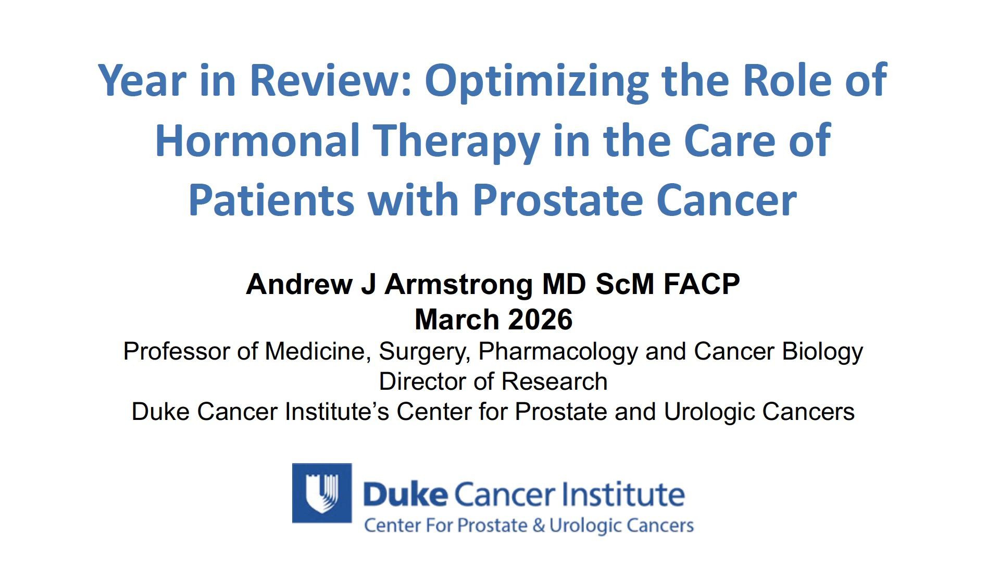 Year in Review: Optimizing the Role of
Hormonal Therapy in the Care of
Patients with Prostate Cancer
Andrew J Armstrong MD ScM FACP
March 2026
Professor of Medicine, Surgery, Pharmacology and Cancer Biology
Director of Research
Duke Cancer Institute’s Center for Prostate and Urologic Cancers
Duke Cancer Institute
Center For Prostate & Urologic Cancers